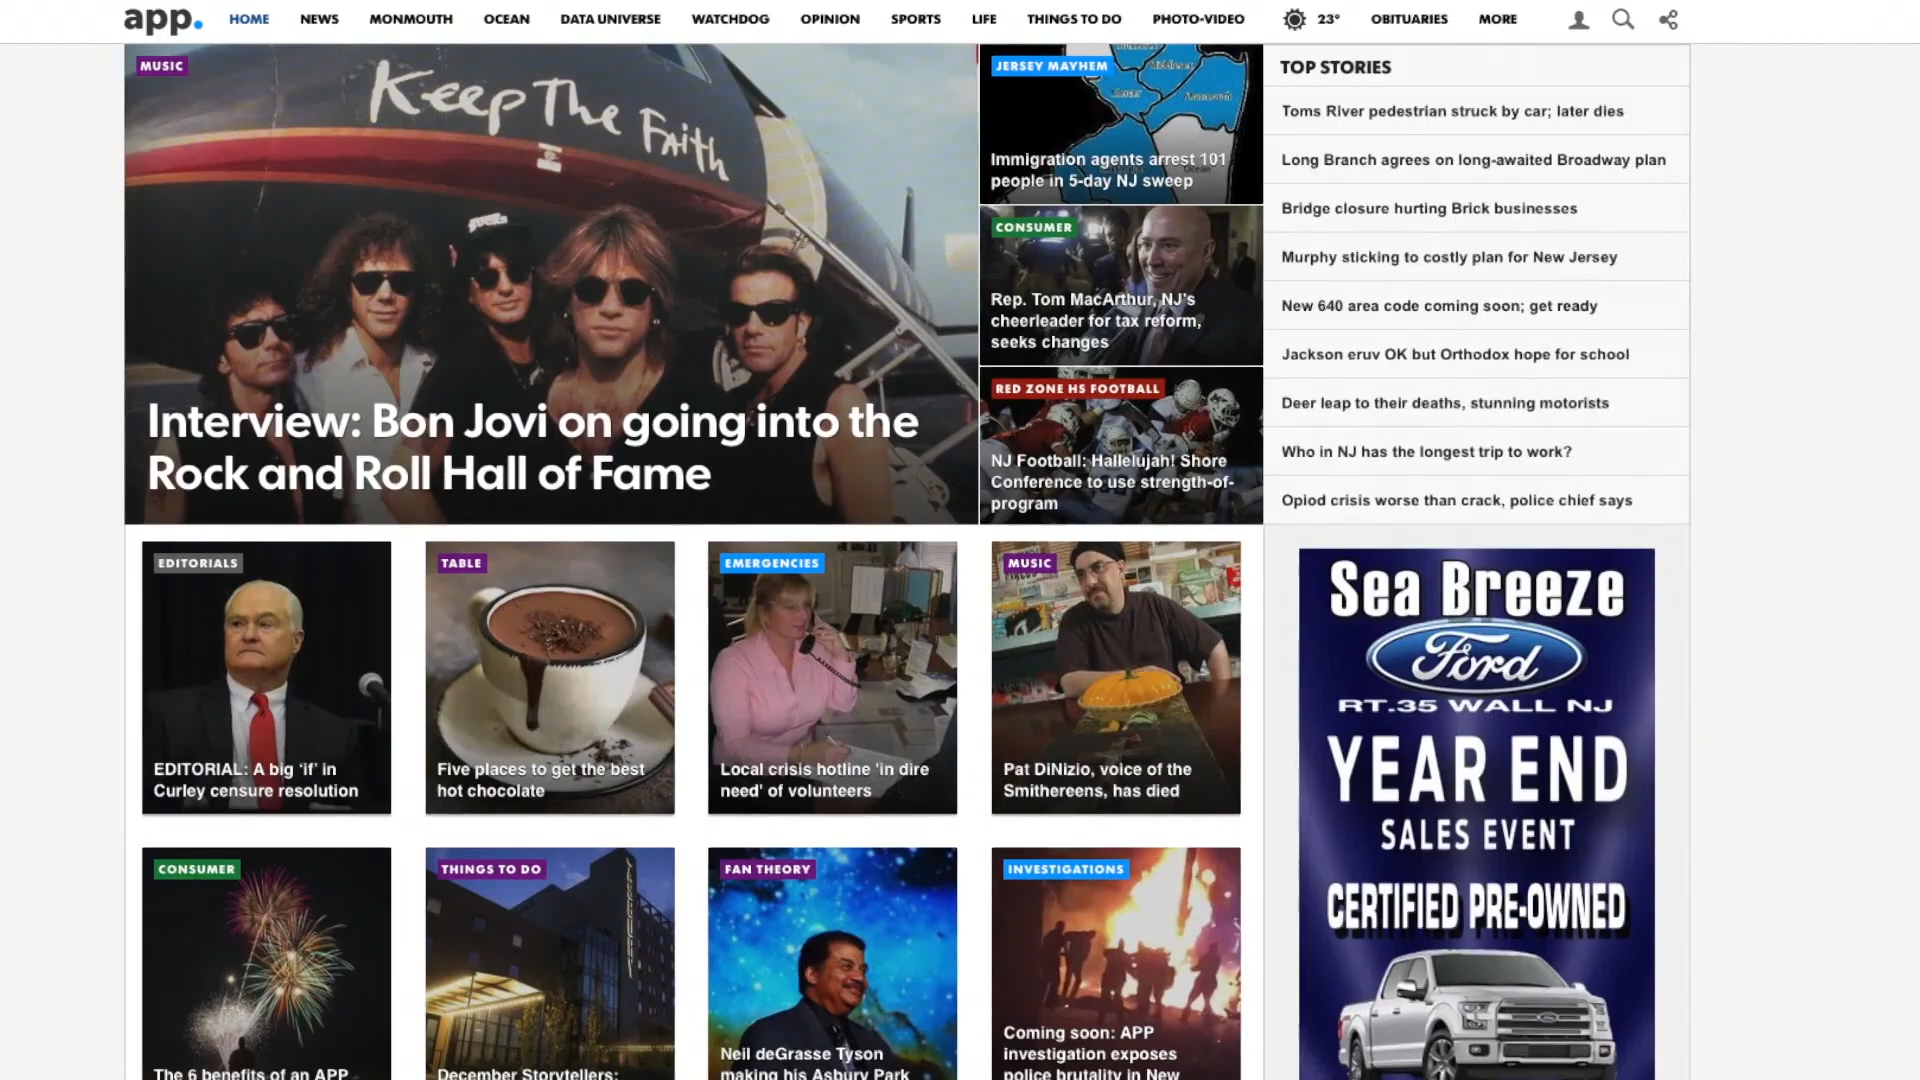 app.
HOME
NEWS
MONMOUTH
OCEAN
DATA UNIVERSE
WATCHDOG
OPINION
SPORTS
LIFE
THINGS TO DO
PHOTO-VIDEO
23°
OBITUARIES
MORE
MUSIC
Keep The Faith
Interview: Bon Jovi on going into the
Rock and Roll Hall of Fame
JERSEY MAYHEM
Middlesex
Mercer
Monmouth
Ocean
Immigration agents arrest 101
people in 5-day NJ sweep
CONSUMER
Rep. Tom MacArthur, NJ's
cheerleader for tax reform,
seeks changes
RED ZONE HS FOOTBALL
NJ Football: Hallelujah! Shore
Conference to use strength-of-
program
TOP STORIES
Toms River pedestrian struck by car; later dies
Long Branch agrees on long-awaited Broadway plan
Bridge closure hurting Brick businesses
Murphy sticking to costly plan for New Jersey
New 640 area code coming soon; get ready
Jackson eruv OK but Orthodox hope for school
Deer leap to their deaths, stunning motorists
Who in NJ has the longest trip to work?
Opiod crisis worse than crack, police chief says
EDITORIALS
EDITORIAL: A big ‘if’ in
Curley censure resolution
TABLE
Five places to get the best
hot chocolate
EMERGENCIES
Local crisis hotline 'in dire
need' of volunteers
MUSIC
Pat DiNizio, voice of the
Smithereens, has died
Sea Breeze
Ford
RT.35 WALL NJ
YEAR END
SALES EVENT
CERTIFIED PRE-OWNED
CONSUMER
The 6 benefits of an APP
THINGS TO DO
December Storytellers:
FAN THEORY
Neil deGrasse Tyson
making his Asbury Park
INVESTIGATIONS
Coming soon: APP
investigation exposes
police brutality in New